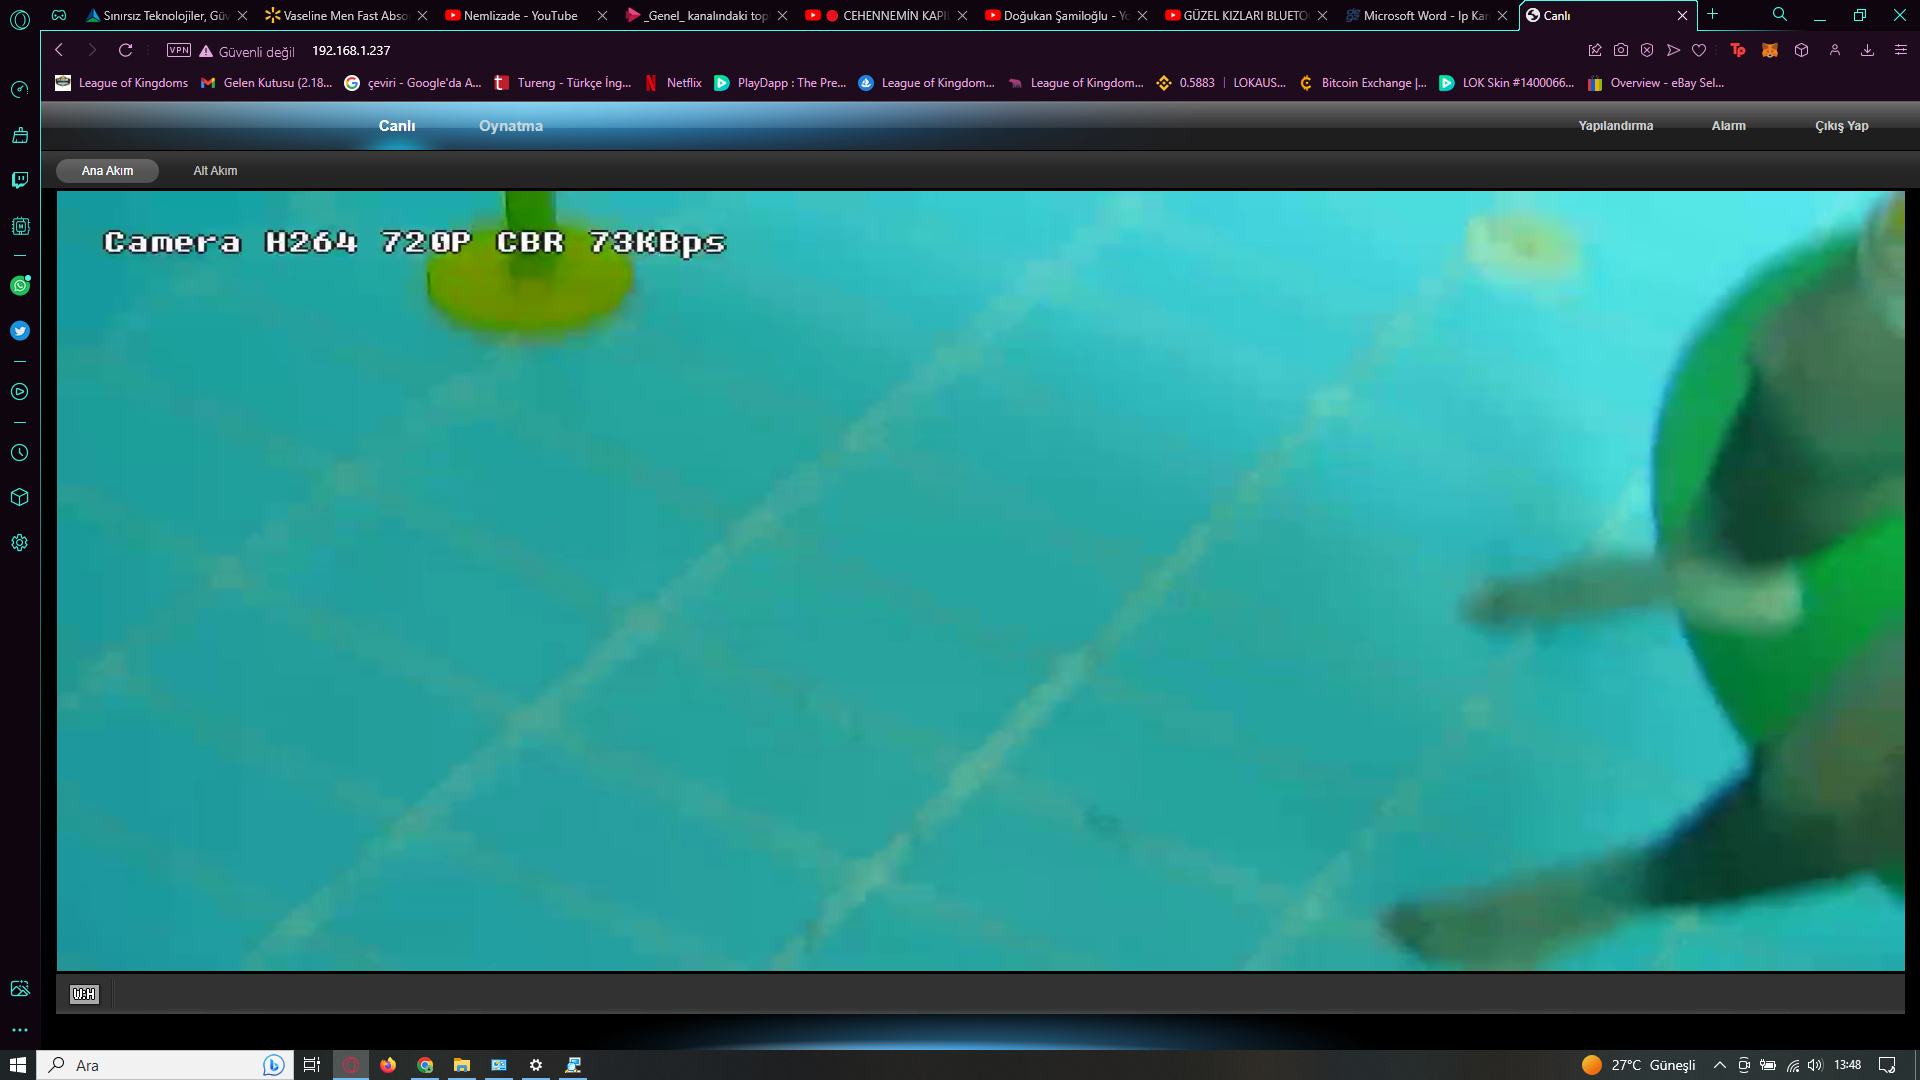 Sınırsız Teknolojiler, Gü
Vaseline Men Fast Abso
Nemlizade - YouTube
_Genel_ kanalındaki top
CEHENNEMİN KAPI
Doğukan Şamiloğlu - Yo
GÜZEL KIZLARI BLUETO
Microsoft Word - Ip Kam
Canlı
VPN
Güvenli değil
192.168.1.237
Tp
League of Kingdoms
Gelen Kutusu (2.18...
çeviri - Google'da A...
Tureng - Türkçe İng...
Netflix
PlayDapp : The Pre...
League of Kingdom...
League of Kingdom...
0.5883 | LOKAUS...
Bitcoin Exchange |...
LOK Skin #1400066...
Overview - eBay Sel...
Canlı
Oynatma
Yapılandırma
Alarm
Çıkış Yap
Ana Akım
Alt Akım
Camera H264 720P CBR 73KBps
W:H
Ara
27°C Güneşli
13:48